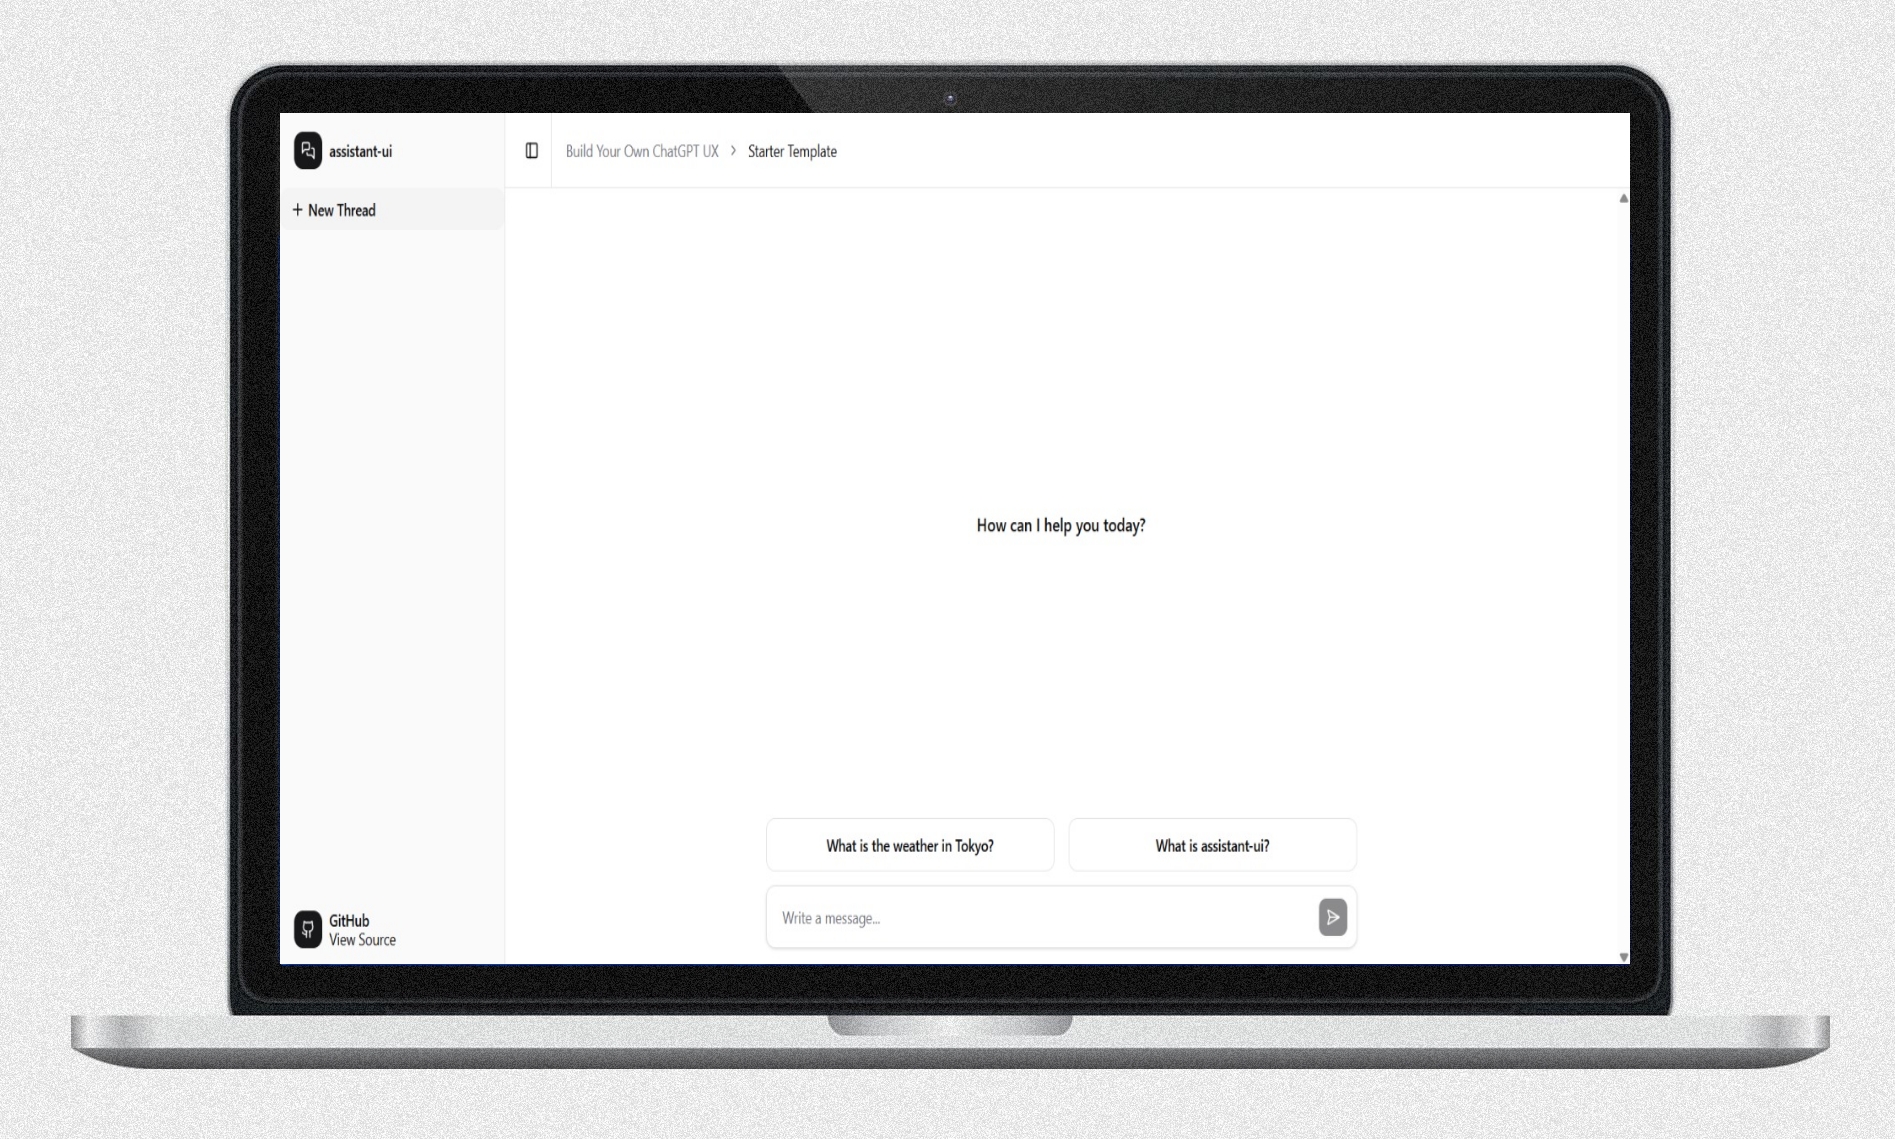 assistant-ui
Build Your Own ChatGPT UX > Starter Template
+ New Thread
How can I help you today?
What is the weather in Tokyo?
What is assistant-ui?
Write a message...
GitHub
View Source